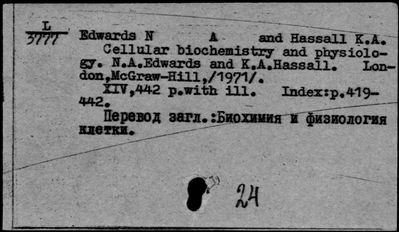 L
3777
Edwards N A and Hassall K.A.
Cellular biochemistry and physiolo-
gy. N.A.Edwards and K.A.Hassall. Lon-
don,McGraw-Hill,/1971/.
XIV,442 p.with ill. Index:p.419-
442.
Перевод загл.:Биохимия и физиология
клетки.
24